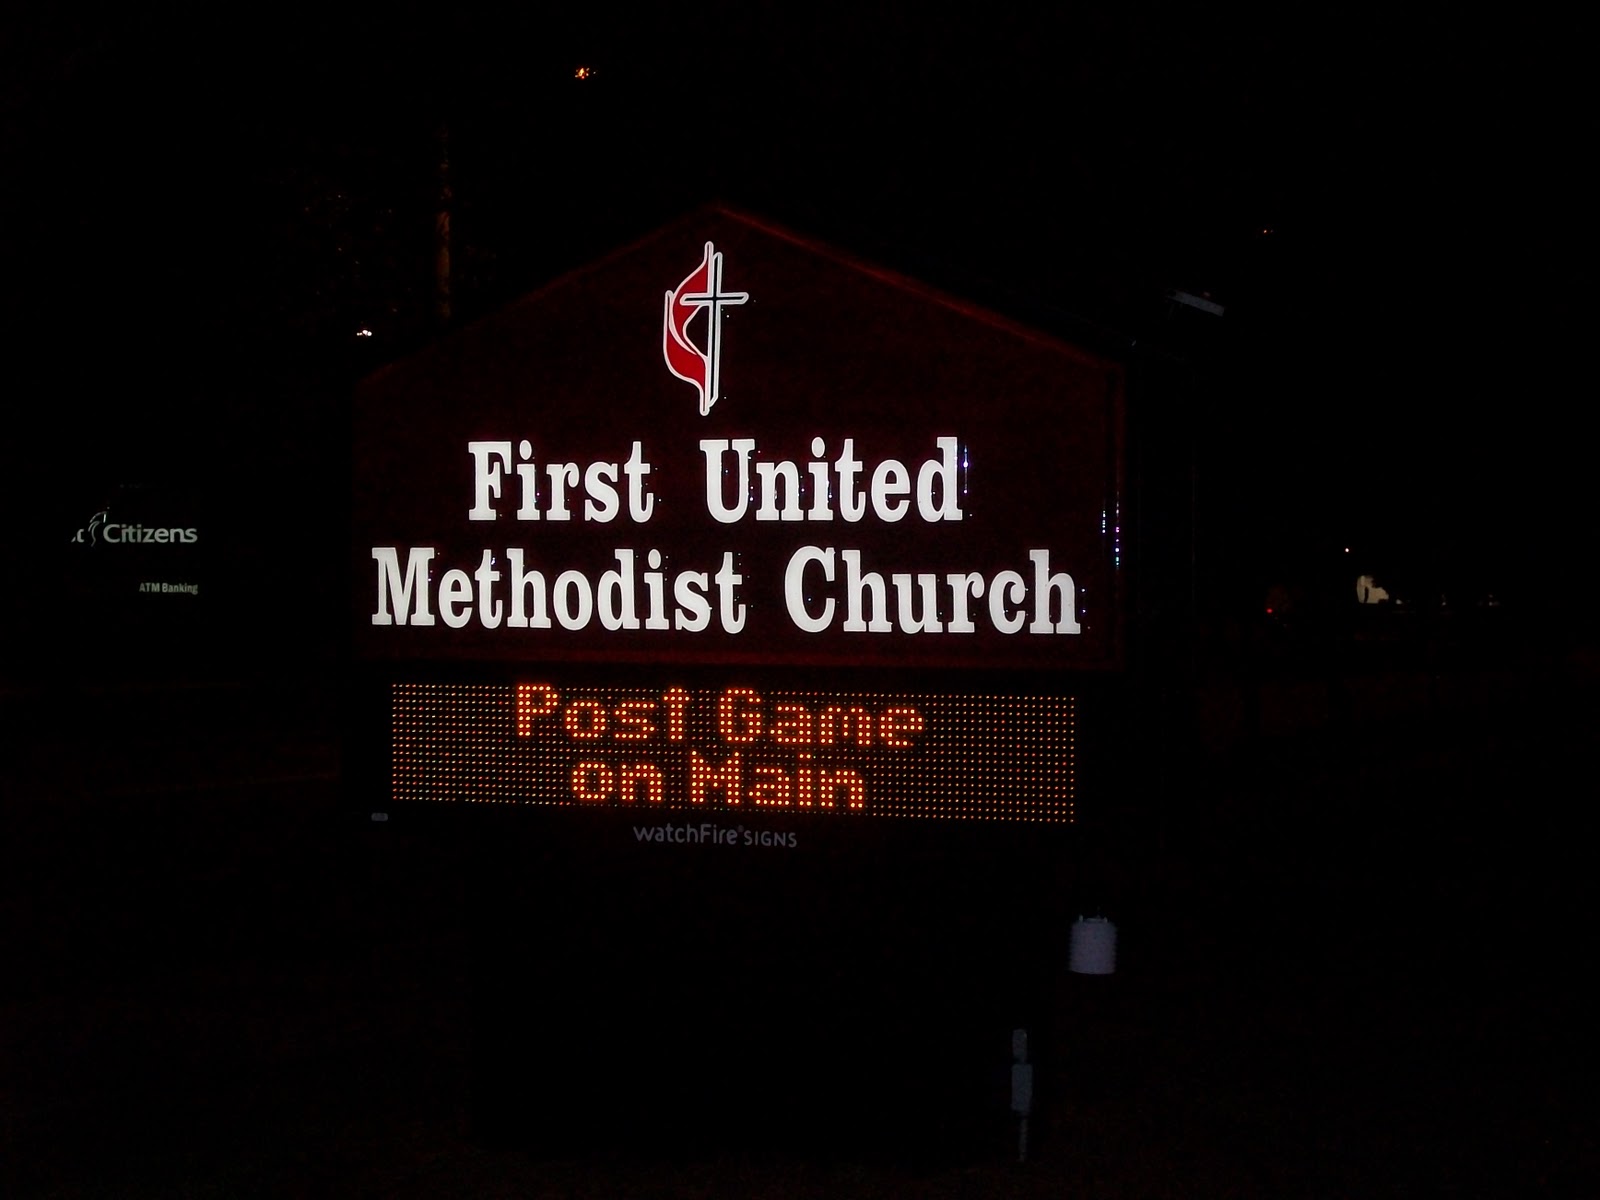 First United
Methodist Church
Post Game
on Main
watchFire® SIGNS
Citizens
ATM Banking